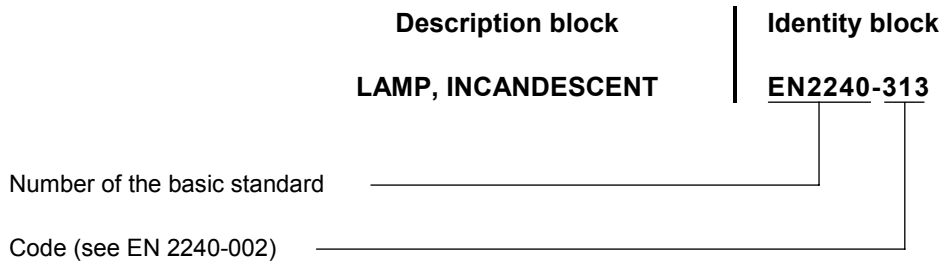 Description block Identity block
LAMP, INCANDESCENT EN2240-313
Number of the basic standard
Code (see EN 2240-002)